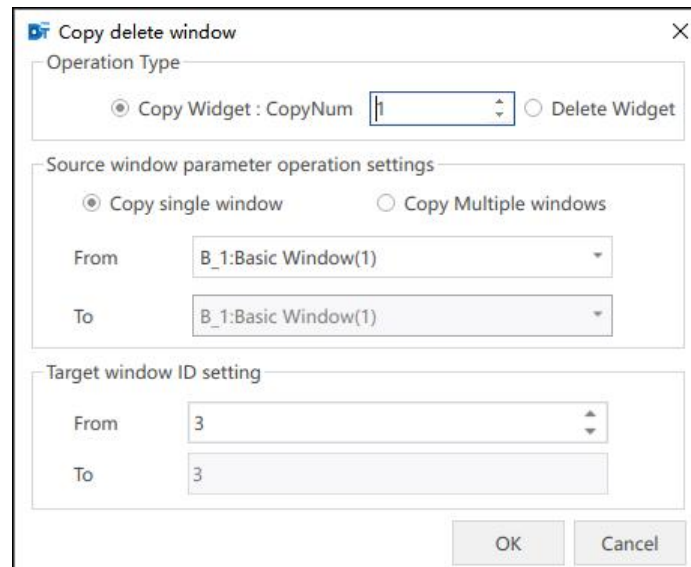 DT Copy delete window
Operation Type
Copy Widget : CopyNum 1 Delete Widget
Source window parameter operation settings
Copy single window Copy Multiple windows
From B_1:Basic Window(1)
To B_1:Basic Window(1)
Target window ID setting
From 3
To 3
OK Cancel